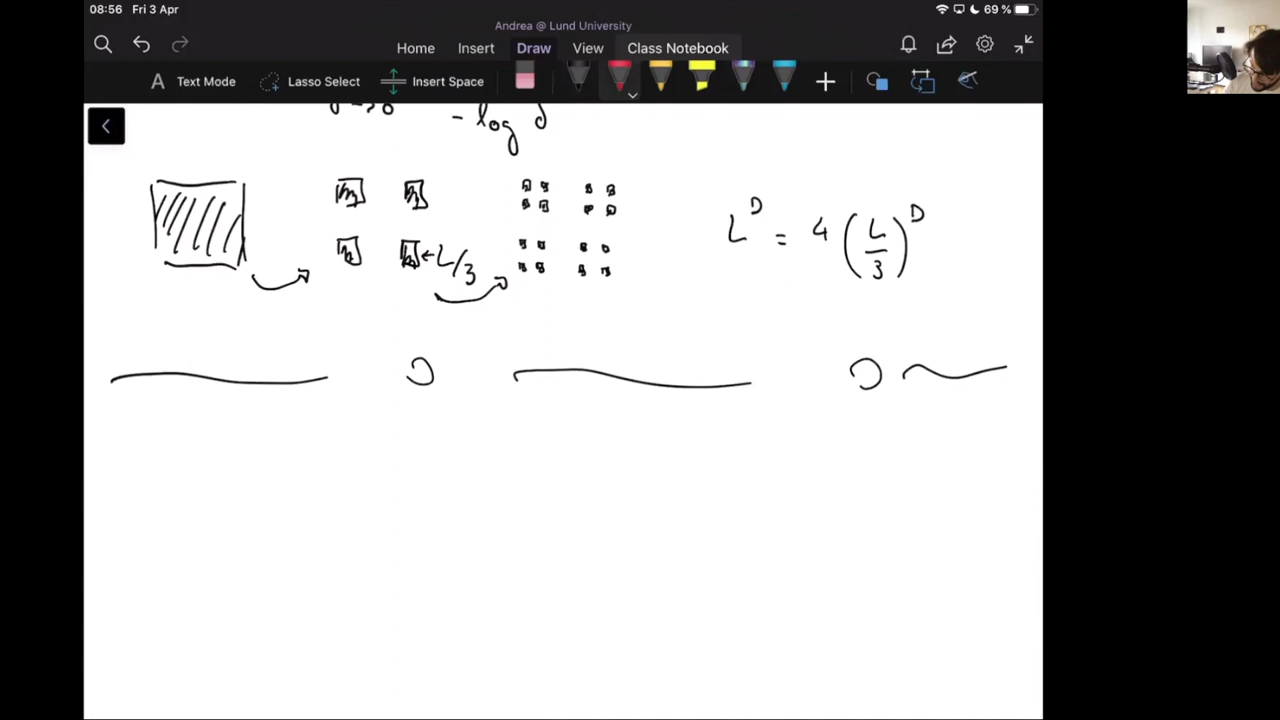 08:56 Fri 3 Apr
69 %
Andrea @ Lund University
Home Insert Draw View Class Notebook
Text Mode Lasso Select Insert Space
- log δ
L/3
L^D = 4 (L/3)^D